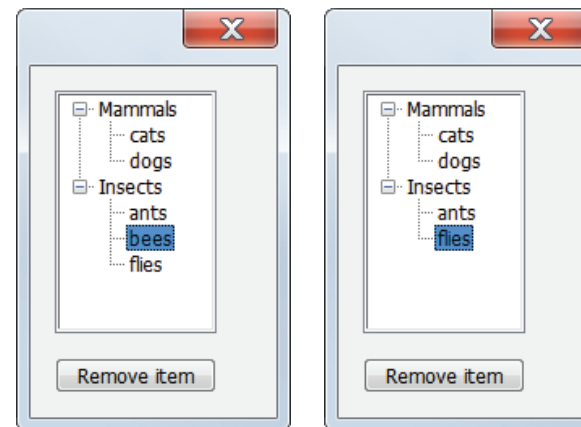 Mammals
cats
dogs
Insects
ants
bees
flies
Remove item
Mammals
cats
dogs
Insects
ants
flies
Remove item